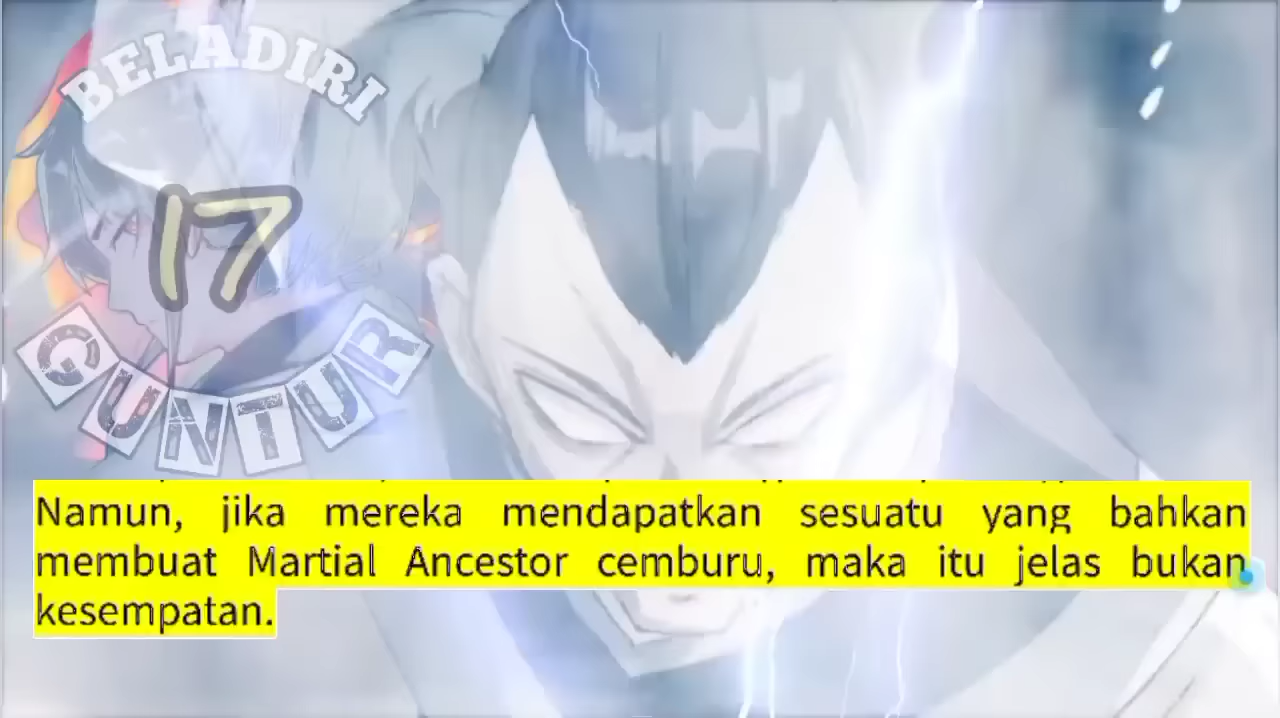 BELADIRI
17
GUNTUR
Namun, jika mereka mendapatkan sesuatu yang bahkan
membuat Martial Ancestor cemburu, maka itu jelas bukan
kesempatan.